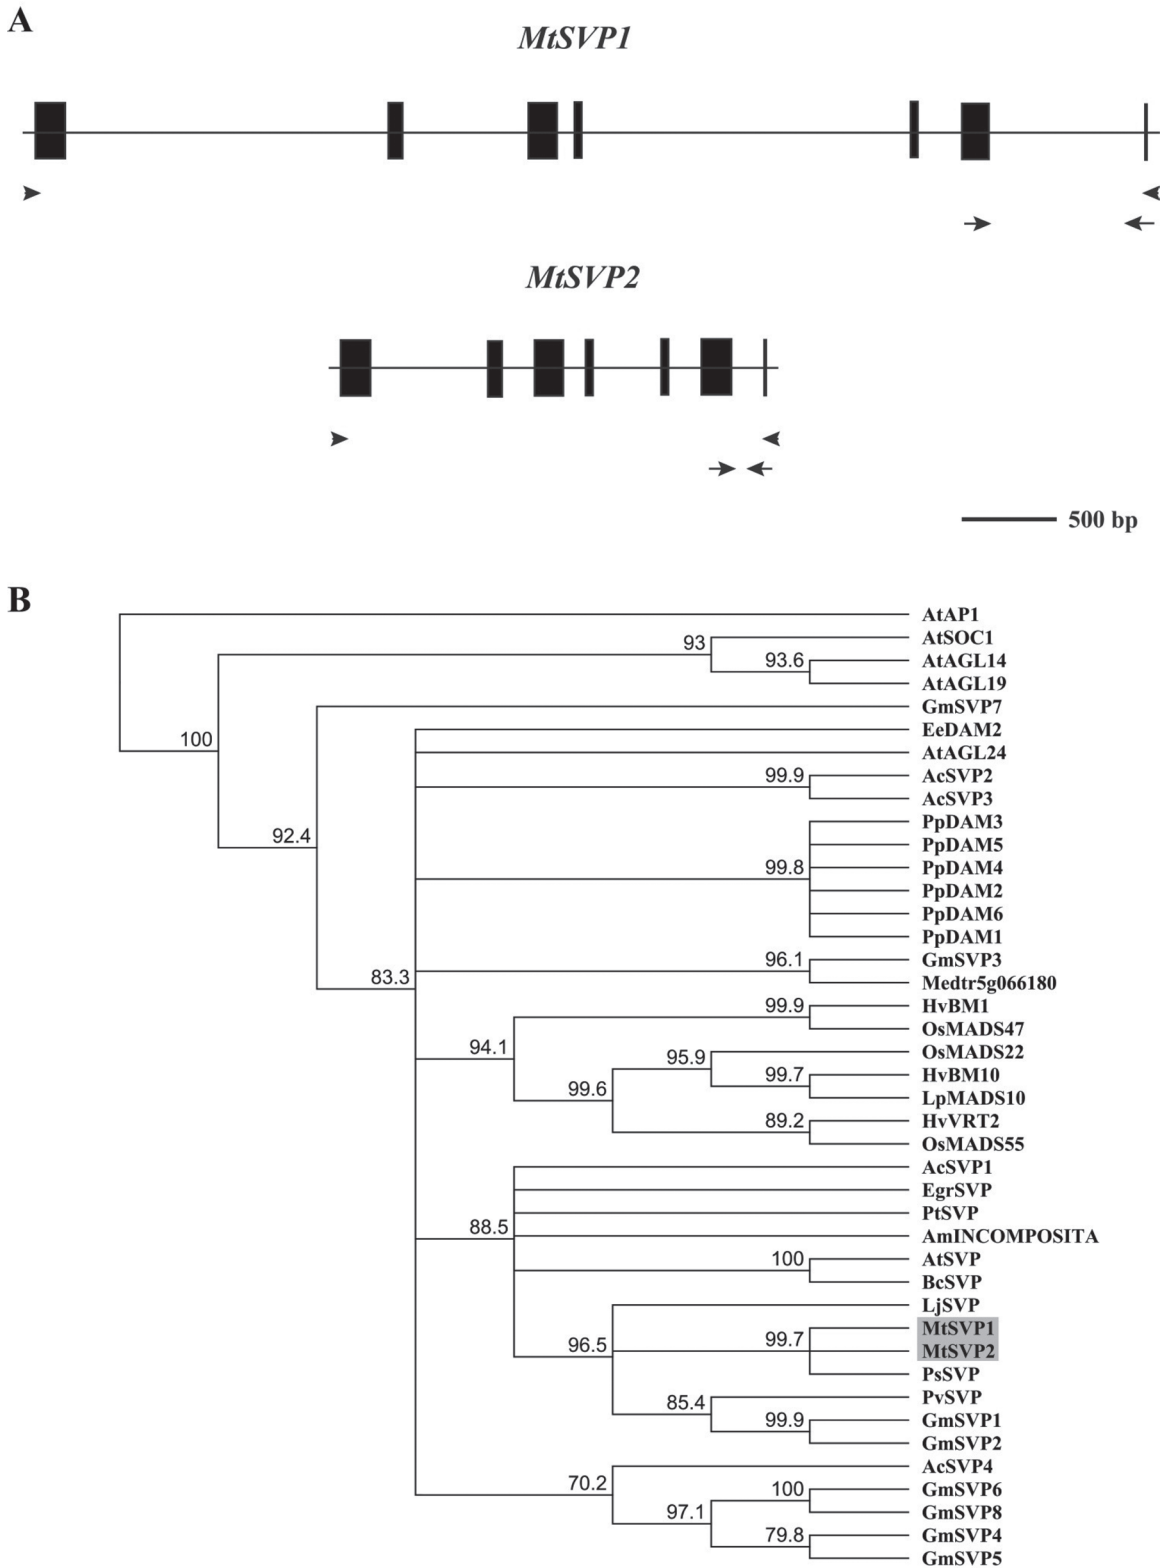 A
MtSVP1
MtSVP2
500 bp
B
AtAP1
93 AtSOC1
93.6 AtAGL14
AtAGL19
GmSVP7
100 EeDAM2
AtAGL24
99.9 AcSVP2
AcSVP3
PpDAM3
92.4 PpDAM5
99.8 PpDAM4
PpDAM2
PpDAM6
PpDAM1
96.1 GmSVP3
83.3 Medtr5g066180
99.9 HvBM1
OsMADS47
94.1 95.9 OsMADS22
99.7 HvBM10
99.6 LpMADS10
89.2 HvVRT2
OsMADS55
AcSVP1
EgrSVP
PtSVP
88.5 AmINCOMPOSITA
100 AtSVP
BcSVP
LjSVP
MtSVP1
96.5 99.7 MtSVP2
PsSVP
85.4 PvSVP
99.9 GmSVP1
GmSVP2
AcSVP4
70.2 100 GmSVP6
97.1 GmSVP8
79.8 GmSVP4
GmSVP5